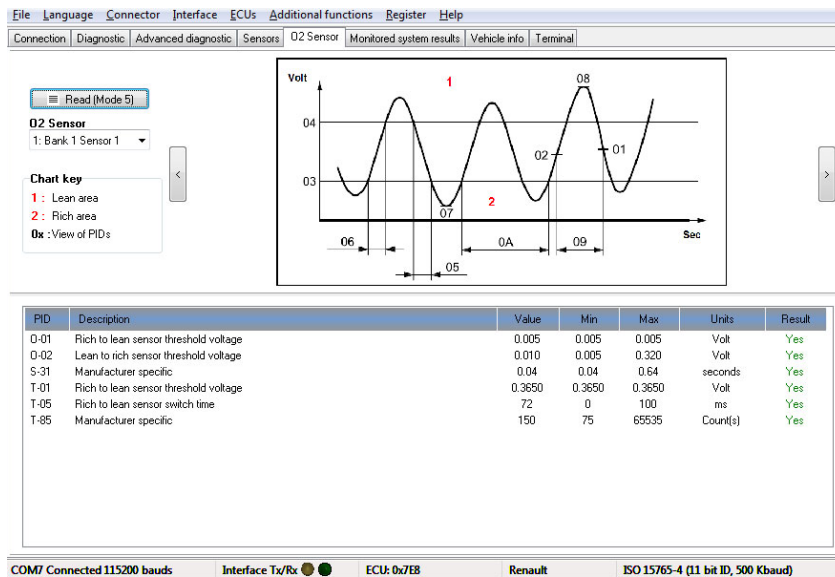 File Language Connector Interface ECUs Additional functions Register Help
Connection Diagnostic Advanced diagnostic Sensors O2 Sensor Monitored system results Vehicle info Terminal
Read (Mode 5)
O2 Sensor
1: Bank 1 Sensor 1
<
Chart key
1 : Lean area
2 : Rich area
0x : View of PIDs
Volt
1
08
04
02
01
03
2
07
Sec
06
0A
09
05
>
PID Description Value Min Max Units Result
O-01 Rich to lean sensor threshold voltage 0.005 0.005 0.005 Volt Yes
O-02 Lean to rich sensor threshold voltage 0.010 0.005 0.320 Volt Yes
S-31 Manufacturer specific 0.04 0.04 0.64 seconds Yes
T-01 Rich to lean sensor threshold voltage 0.3650 0.3650 0.3650 Volt Yes
T-05 Rich to lean sensor switch time 72 0 100 ms Yes
T-85 Manufacturer specific 150 75 65535 Count(s) Yes
COM7 Connected 115200 bauds Interface Tx/Rx ECU: 0x7E8 Renault ISO 15765-4 (11 bit ID, 500 Kbaud)